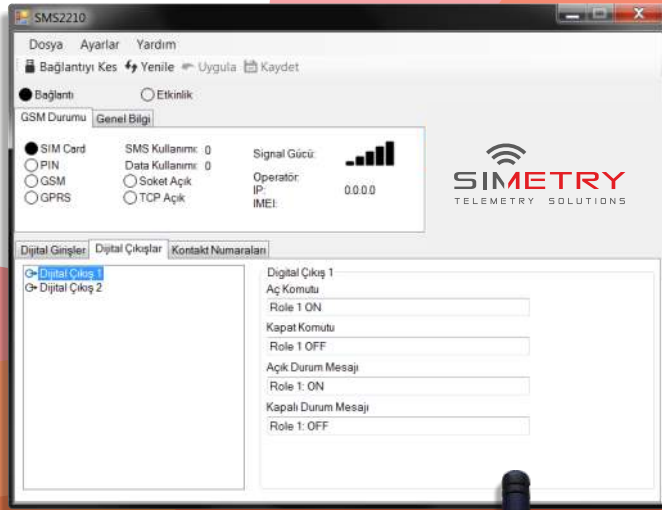 SMS2210
Dosya Ayarlar Yardım
Bağlantıyı Kes Yenile Uygula Kaydet
Bağlantı Etkinlik
GSM Durumu Genel Bilgi
SIM Card SMS Kullanımı: 0 Signal Gücü:
PIN Data Kullanımı: 0
GSM Soket Açık Operatör:
GPRS TCP Açık IP: 0.0.0.0
IMEI:
SIMETRY
TELEMETRY SOLUTIONS
Dijital Girişler Dijital Çıkışlar Kontakt Numaraları
Dijital Çıkış 1
Dijital Çıkış 2
Digital Çıkış 1
Aç Komutu
Role 1 ON
Kapat Komutu
Role 1 OFF
Açık Durum Mesajı
Role 1: ON
Kapalı Durum Mesajı
Role 1: OFF